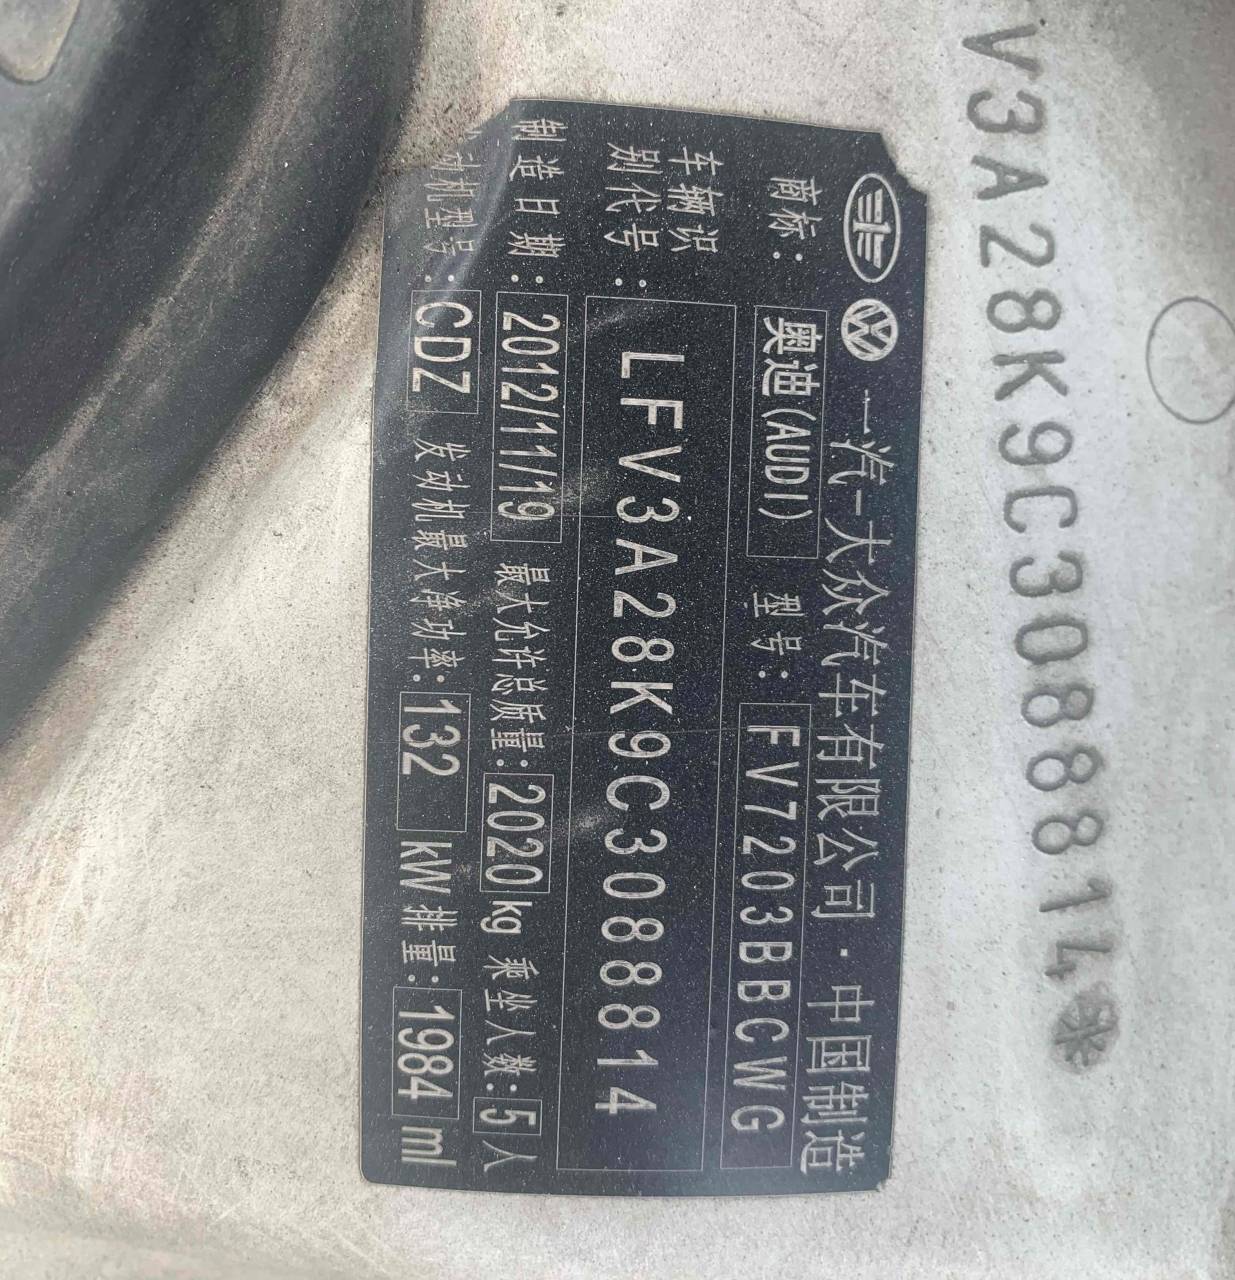 V3A28K9C308814*
一汽-大众汽车有限公司·中国制造
商标: 奥迪(AUDI) 型号: FV7203BBCWG
车辆识别代号: LFV3A28K9C3088814
制造日期: 2012/11/19 最大允许总质量: 2020 kg 乘坐人数: 5 人
动机型号: CDZ 发动机最大净功率: 132 kW 排量: 1984 ml